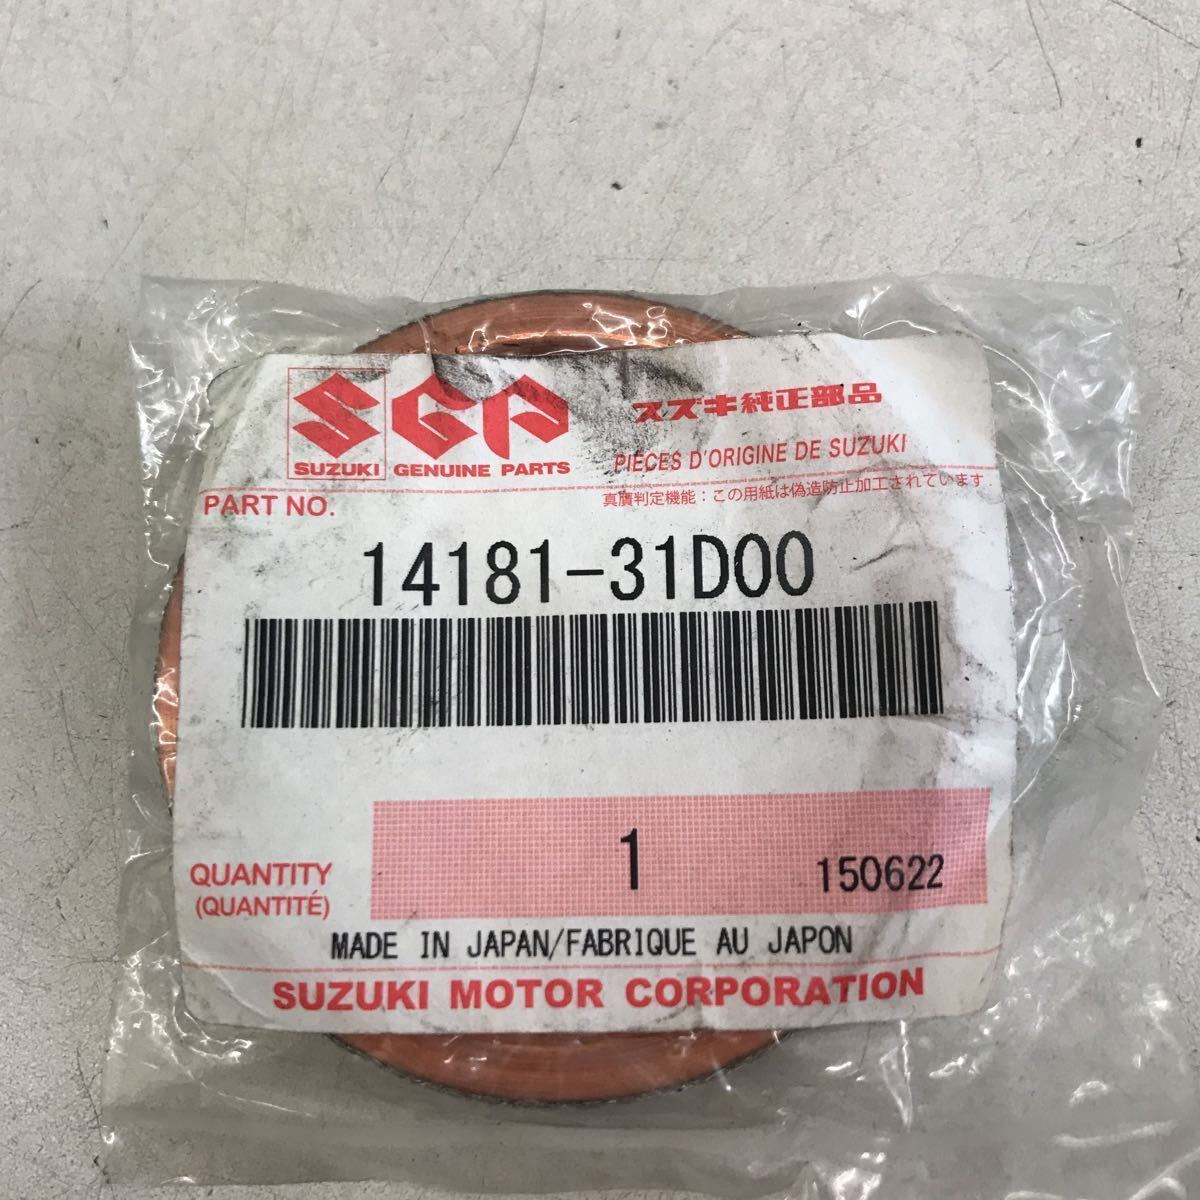 SGP
SUZUKI GENUINE PARTS
スズキ純正部品
PIECES D'ORIGINE DE SUZUKI
真贋判定機能：この用紙は偽造防止加工されています
PART NO.
14181-31D00
QUANTITY
(QUANTITÉ)
1
150622
MADE IN JAPAN/FABRIQUE AU JAPON
SUZUKI MOTOR CORPORATION